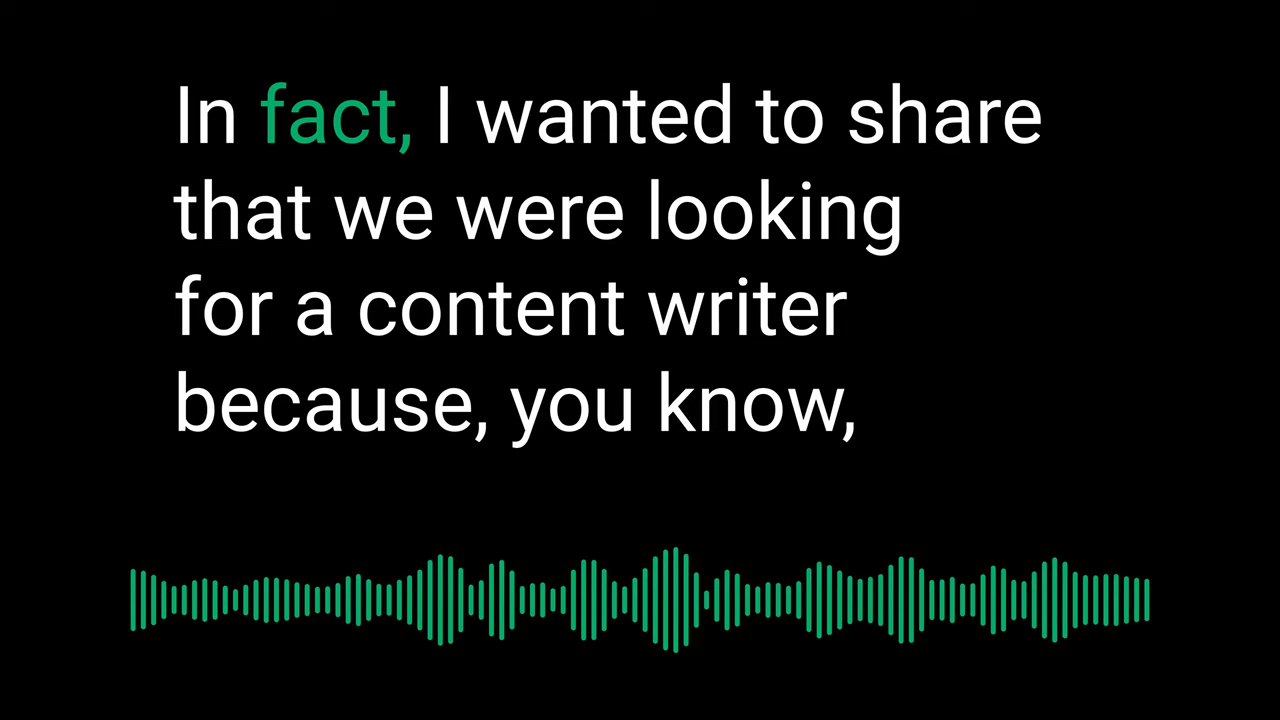 In fact, I wanted to share
that we were looking
for a content writer
because, you know,